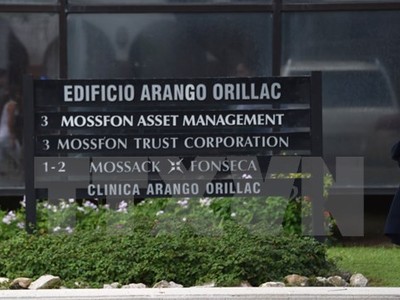 EDIFICIO ARANGO ORILLAC
3 MOSSFON ASSET MANAGEMENT
3 MOSSFON TRUST CORPORATION
1-2 MOSSACK FONSECA
CLINICA ARANGO ORILLAC